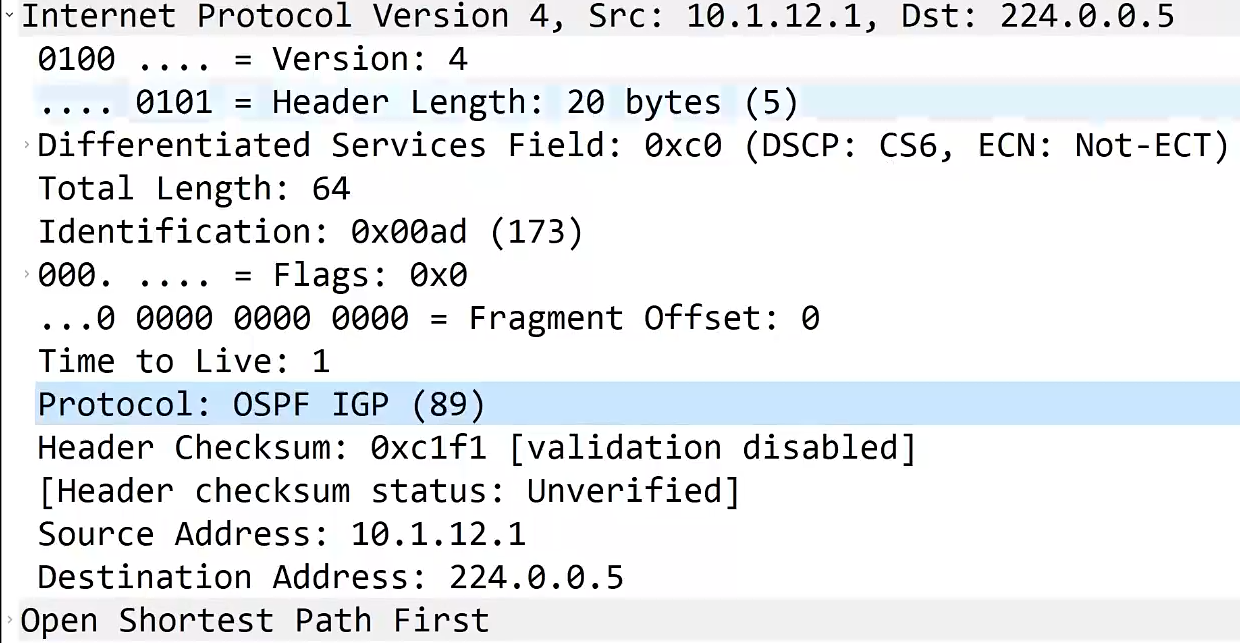 Internet Protocol Version 4, Src: 10.1.12.1, Dst: 224.0.0.5
0100 .... = Version: 4
.... 0101 = Header Length: 20 bytes (5)
Differentiated Services Field: 0xc0 (DSCP: CS6, ECN: Not-ECT)
Total Length: 64
Identification: 0x00ad (173)
000. .... = Flags: 0x0
...0 0000 0000 0000 = Fragment Offset: 0
Time to Live: 1
Protocol: OSPF IGP (89)
Header Checksum: 0xc1f1 [validation disabled]
[Header checksum status: Unverified]
Source Address: 10.1.12.1
Destination Address: 224.0.0.5
Open Shortest Path First